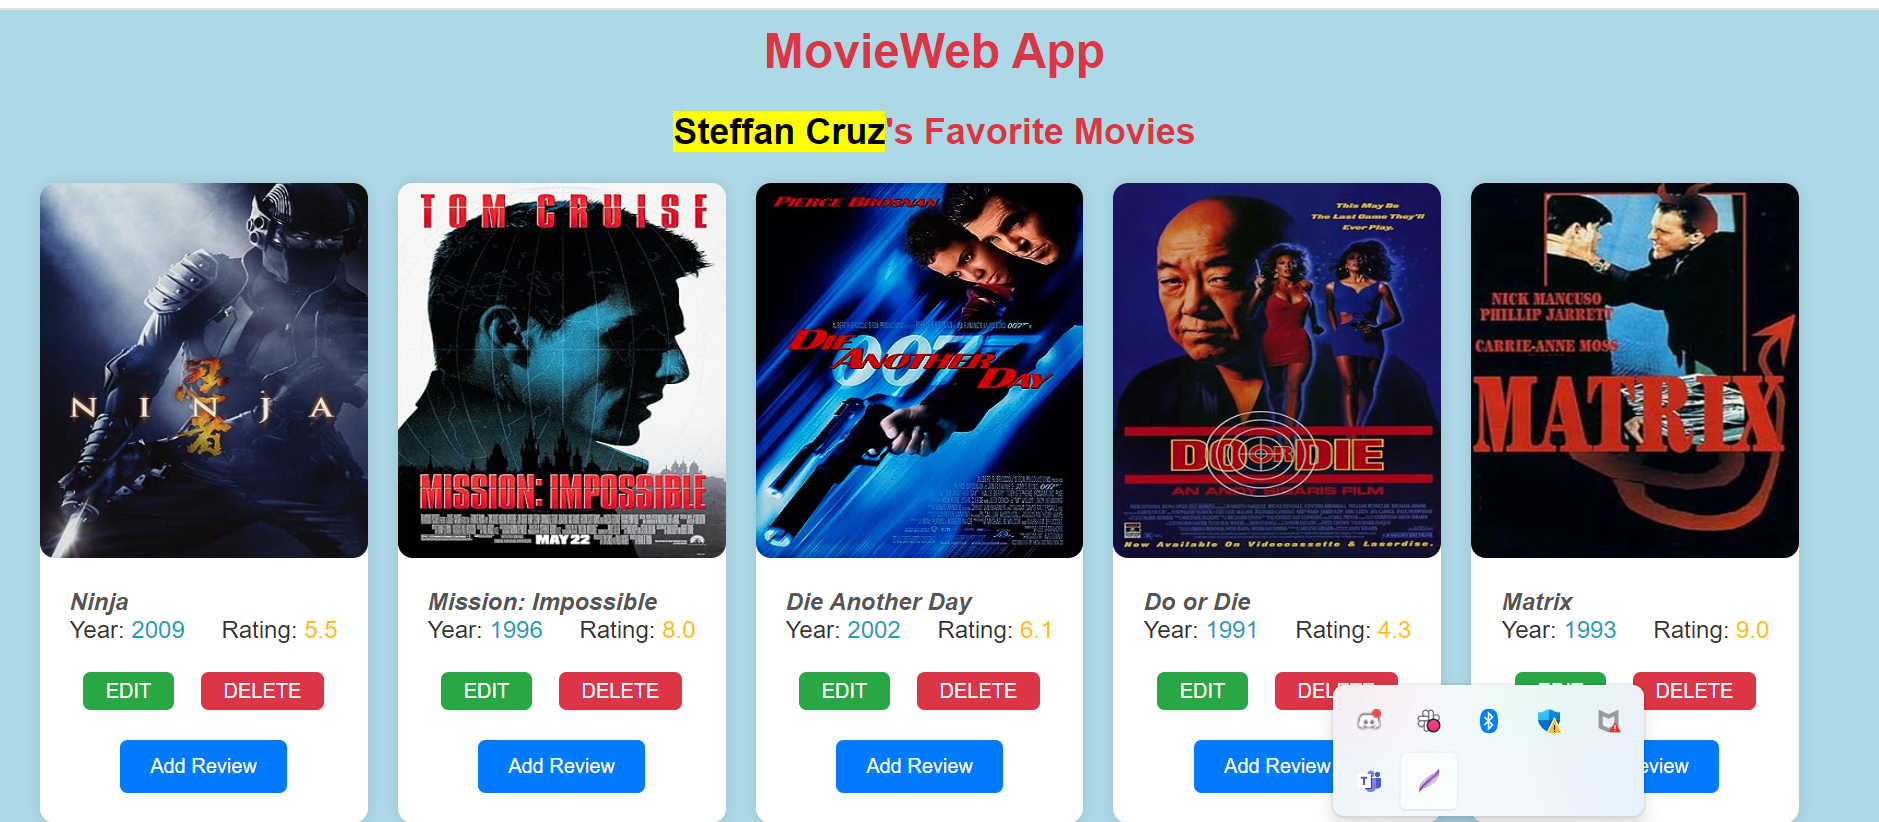 MovieWeb App
Steffan Cruz's Favorite Movies
忍者
NINJA
Ninja
Year: 2009 Rating: 5.5
EDIT DELETE
Add Review
TOM CRUISE
MISSION: IMPOSSIBLE
MAY 22
Mission: Impossible
Year: 1996 Rating: 8.0
EDIT DELETE
Add Review
PIERCE BROSNAN
007
DIE
ANOTHER
DAY
Die Another Day
Year: 2002 Rating: 6.1
EDIT DELETE
Add Review
This May Be
The Last Game They'll
Ever Play.
DO OR DIE
AN ANDY SIDARIS FILM
Now Available On Videocassette & Laserdisc.
Do or Die
Year: 1991 Rating: 4.3
EDIT
Add Review
NICK MANCUSO
PHILLIP JARRETT
CARRIE-ANNE MOSS
MATRIX
Matrix
Year: 1993 Rating: 9.0
EDIT DELETE